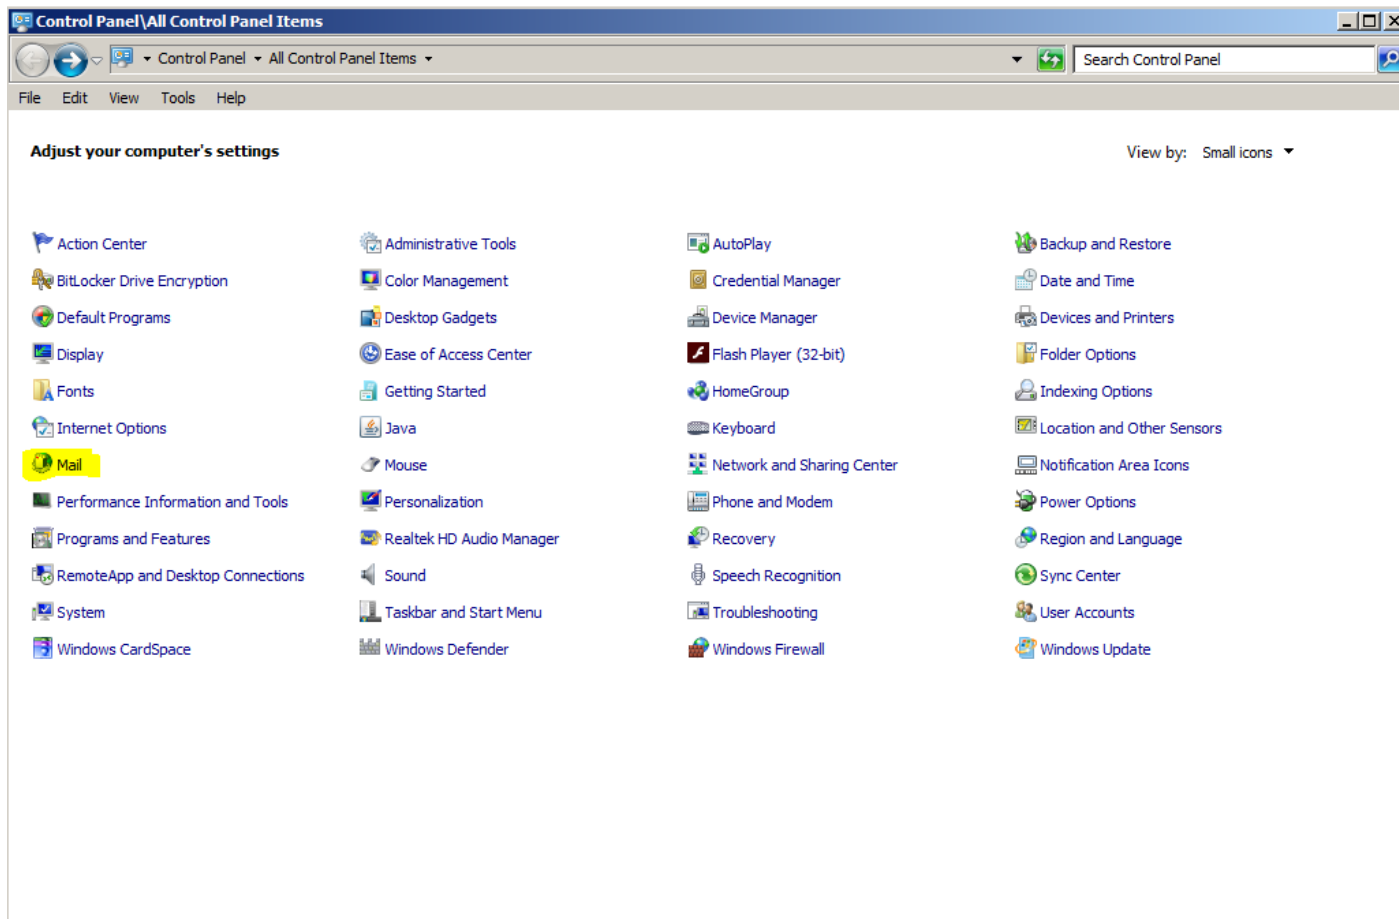 Control Panel\All Control Panel Items
Control Panel All Control Panel Items Search Control Panel
File Edit View Tools Help
Adjust your computer's settings View by: Small icons
Action Center Administrative Tools AutoPlay Backup and Restore
BitLocker Drive Encryption Color Management Credential Manager Date and Time
Default Programs Desktop Gadgets Device Manager Devices and Printers
Display Ease of Access Center Flash Player (32-bit) Folder Options
Fonts Getting Started HomeGroup Indexing Options
Internet Options Java Keyboard Location and Other Sensors
Mail Mouse Network and Sharing Center Notification Area Icons
Performance Information and Tools Personalization Phone and Modem Power Options
Programs and Features Realtek HD Audio Manager Recovery Region and Language
RemoteApp and Desktop Connections Sound Speech Recognition Sync Center
System Taskbar and Start Menu Troubleshooting User Accounts
Windows CardSpace Windows Defender Windows Firewall Windows Update